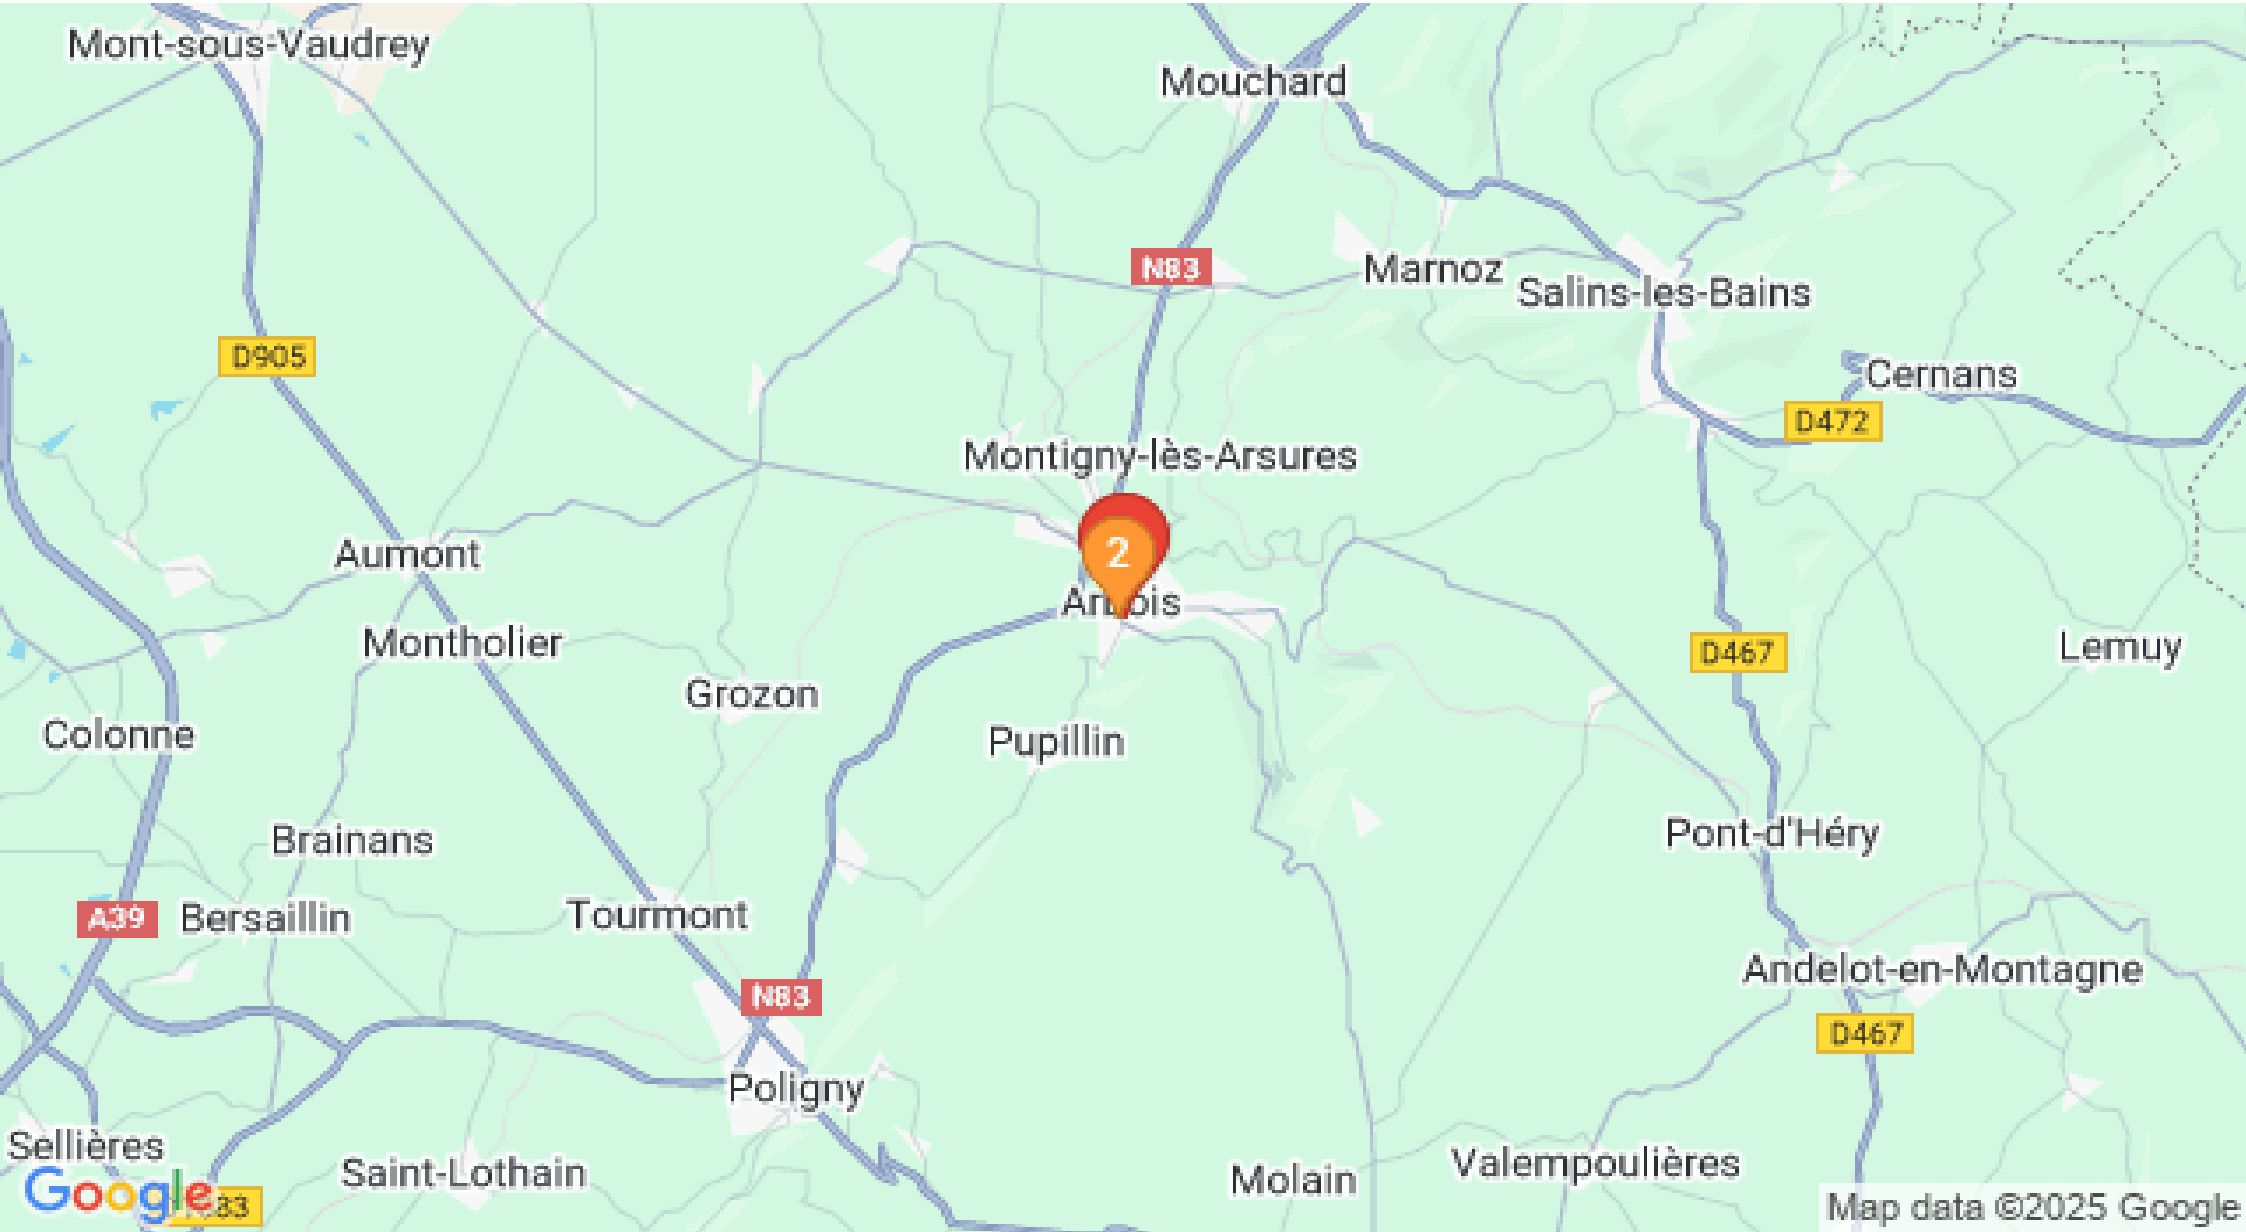 Mont-sous-Vaudrey
Mouchard
N83
Marnoz
Salins-les-Bains
D905
Cernans
D472
Montigny-lès-Arsures
2
Aumont
Arbois
Montholier
Lemuy
D467
Grozon
Colonne
Pupillin
Brainans
Pont-d'Héry
A39
Bersaillin
Tourmont
Andelot-en-Montagne
N83
D467
Poligny
Sellières
Saint-Lothain
Valempoulières
Molain
Google
Map data ©2025 Google